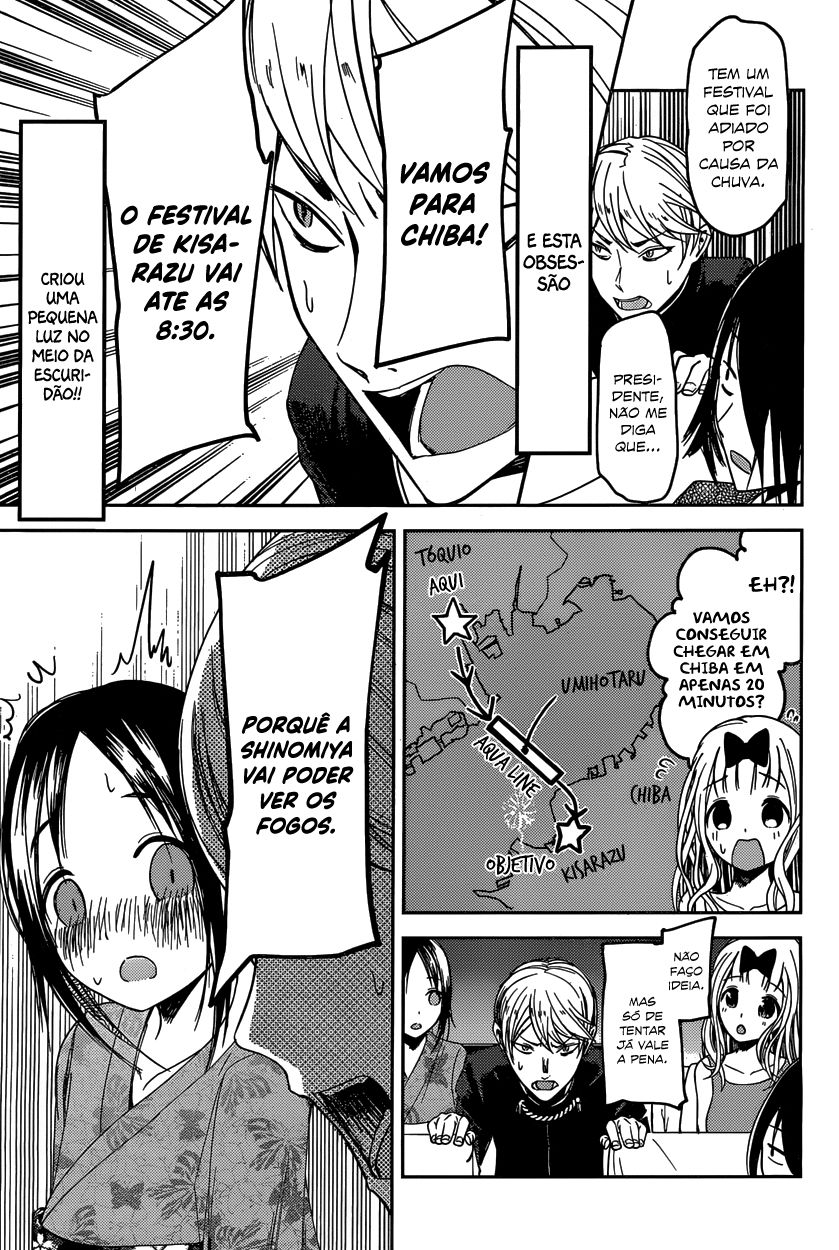 TEM UM
FESTIVAL
QUE FOI
ADIADO
POR
CAUSA DA
CHUVA.
PRESI-
DENTE,
NÃO ME
DIGA
QUE...
E ESTA
OBSES-
SÃO
VAMOS
PARA
CHIBA!
O FESTIVAL
DE KISA-
RAZU VAI
ATE AS
8:30.
CRIOU
UMA
PEQUENA
LUZ NO
MEIO DA
ESCURI-
DÃO!!
EH?!
VAMOS
CONSEGUIR
CHEGAR EM
CHIBA EM
APENAS 20
MINUTOS?
TÓQUIO
AQUI
UMIHOTARU
AQUA LINE
CHIBA
OBJETIVO
KISARAZU
NÃO
FAÇO
IDEIA.
MAS
SÓ DE
TENTAR
JÁ VALE
A PENA.
PORQUÊ A
SHINOMIYA
VAI PODER
VER OS
FOGOS.